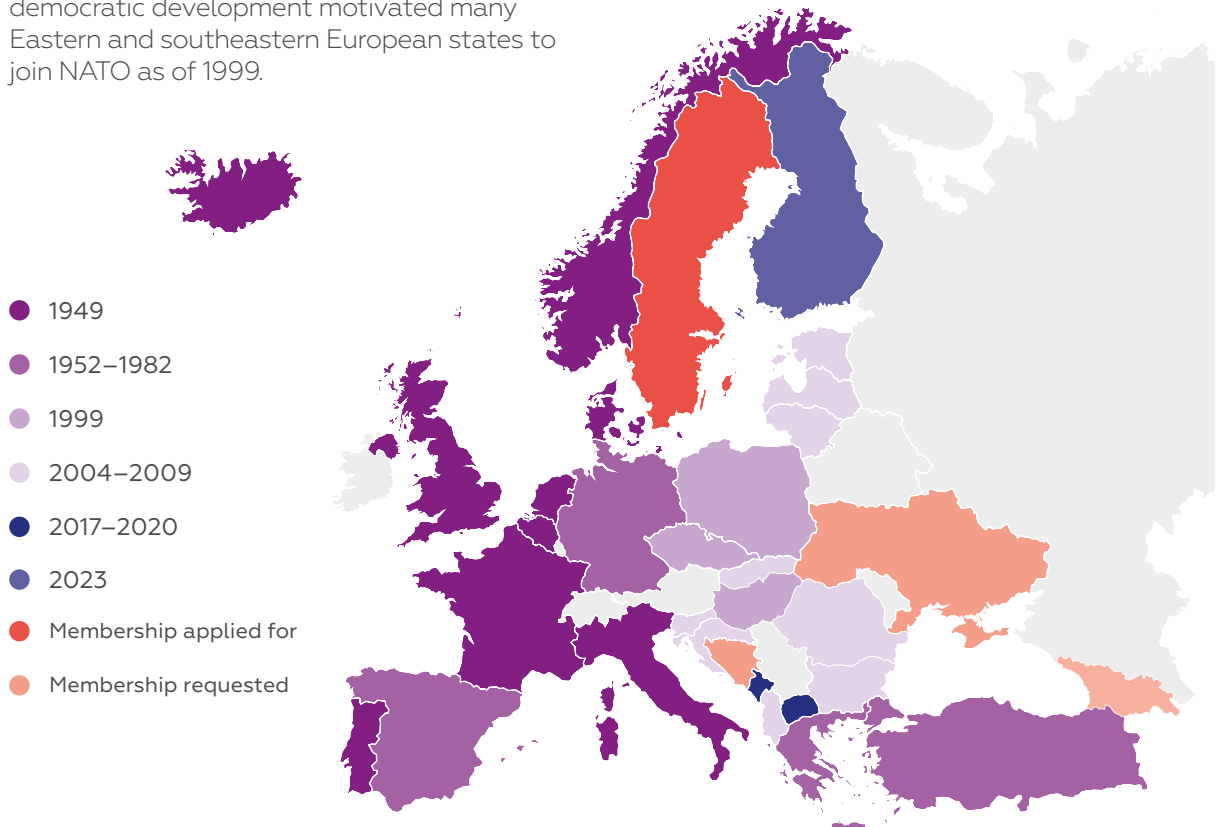 democratic development motivated many
Eastern and southeastern European states to
join NATO as of 1999.
1949
1952–1982
1999
2004–2009
2017–2020
2023
Membership applied for
Membership requested